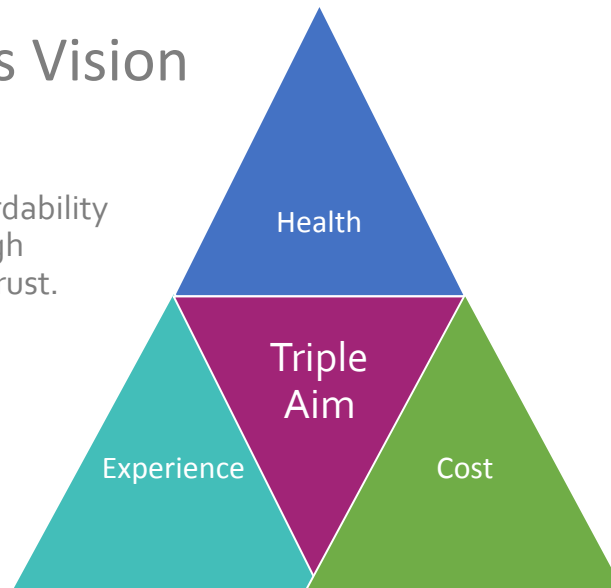 s Vision
rdability
gh
rust.
Health
Triple
Aim
Experience
Cost